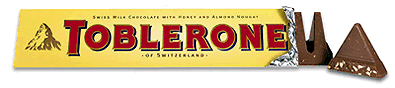 SWISS MILK CHOCOLATE WITH HONEY AND ALMOND NOUGAT
TOBLERONE
- OF SWITZERLAND -